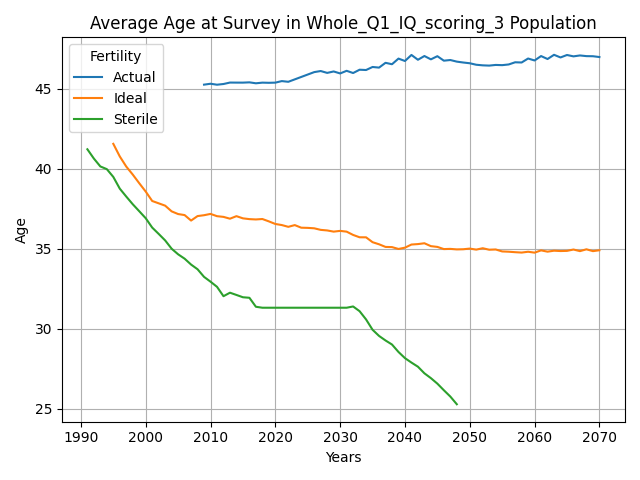 Average Age at Survey in Whole_Q1_IQ_scoring_3 Population
Fertility
Actual
Ideal
Sterile
Age
45
40
35
30
25
1990 2000 2010 2020 2030 2040 2050 2060 2070
Years